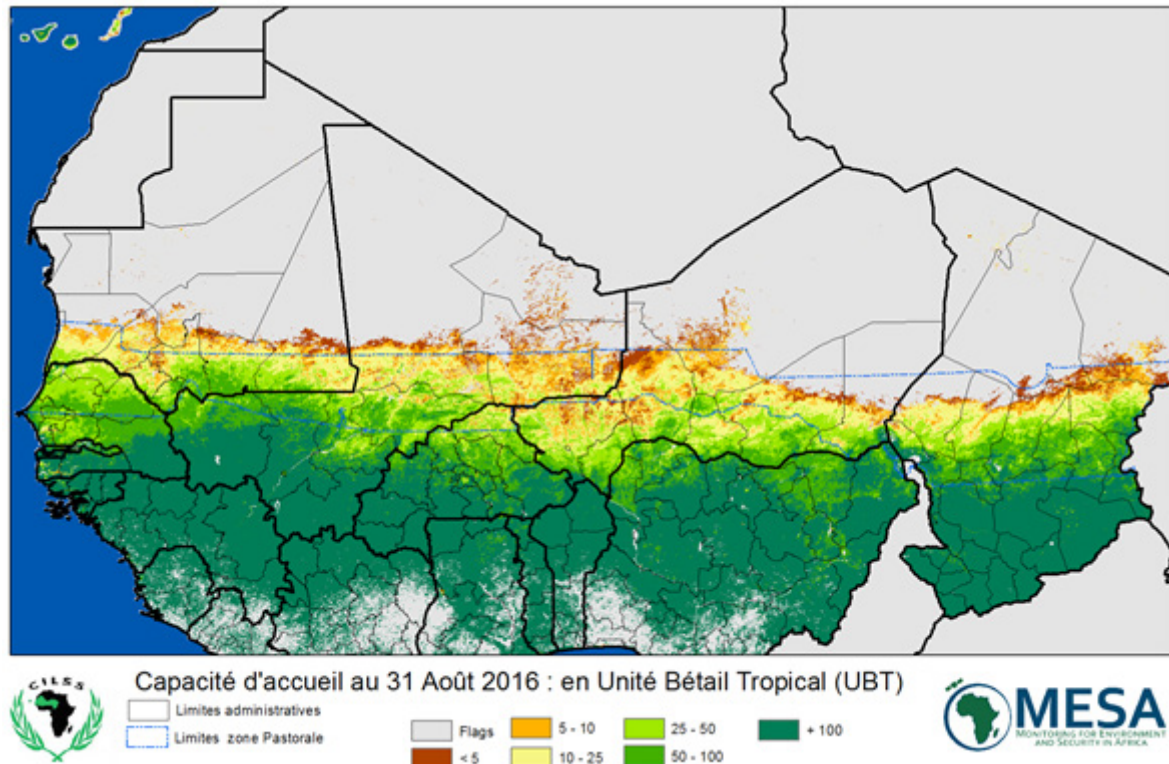 Capacité d'accueil au 31 Août 2016 : en Unité Bétail Tropical (UBT)
CILSS
Limites administratives
Limites zone Pastorale
Flags
< 5
5 - 10
10 - 25
25 - 50
50 - 100
+ 100
MESA
MONITORING FOR ENVIRONMENT
AND SECURITY IN AFRICA